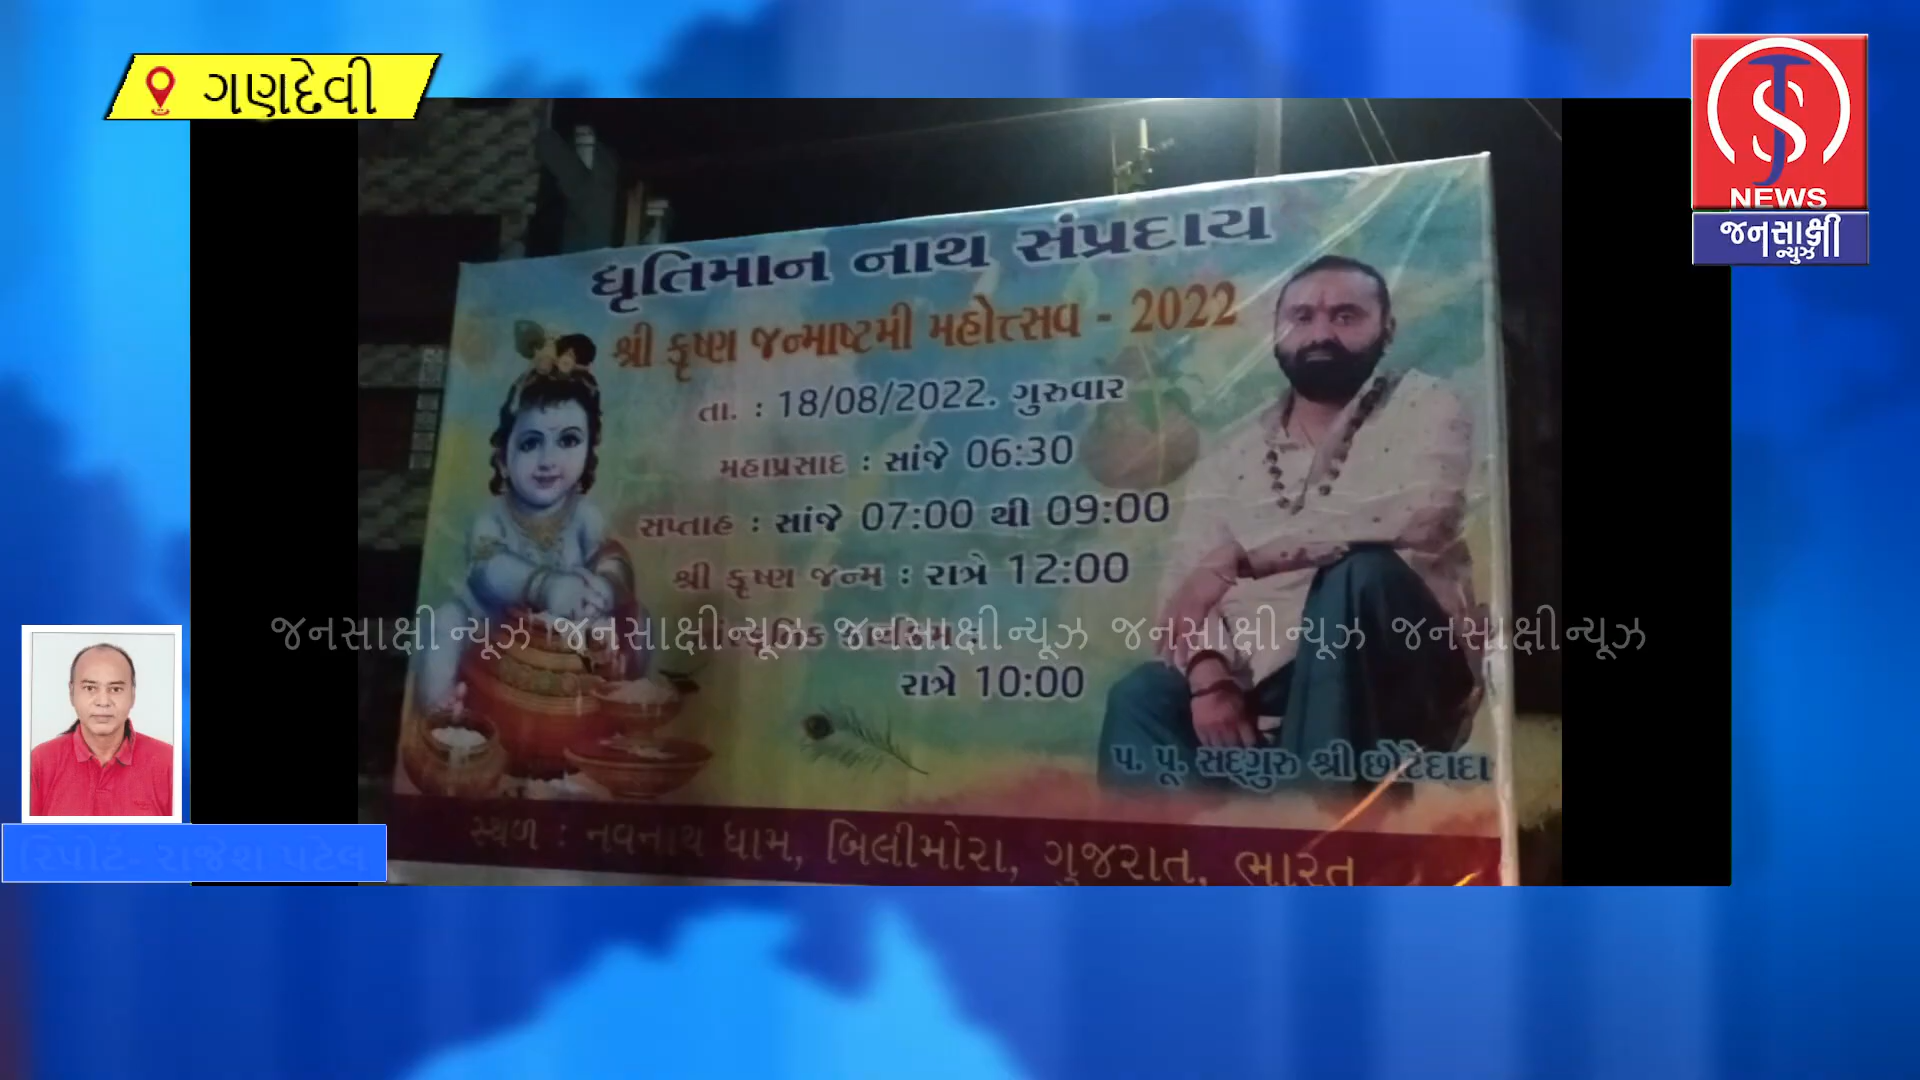 ગણદેવી
JS
NEWS
જનસાક્ષી
ન્યુઝ
ધૃતિમાન નાથ સંપ્રદાય
શ્રી કૃષ્ણ જન્માષ્ટમી મહોત્સવ - 2022
તા. : 18/08/2022. ગુરુવાર
મહાપ્રસાદ : સાંજે 06:30
સપ્તાહ : સાંજે 07:00 થી 09:00
શ્રી કૃષ્ણ જન્મ : રાત્રે 12:00
જનસાક્ષીન્યૂઝ જનસાક્ષીન્યૂઝ જનસાક્ષીન્યૂઝ જનસાક્ષીન્યૂઝ જનસાક્ષીન્યૂઝ
રાત્રે 10:00
પ. પૂ. સદ્ગુરુ શ્રી છોટેદાદા
સ્થળ : નવનાથ ધામ, બિલીમોરા, ગુજરાત, ભારત
રિપોર્ટ- રાજેશ પટેલ